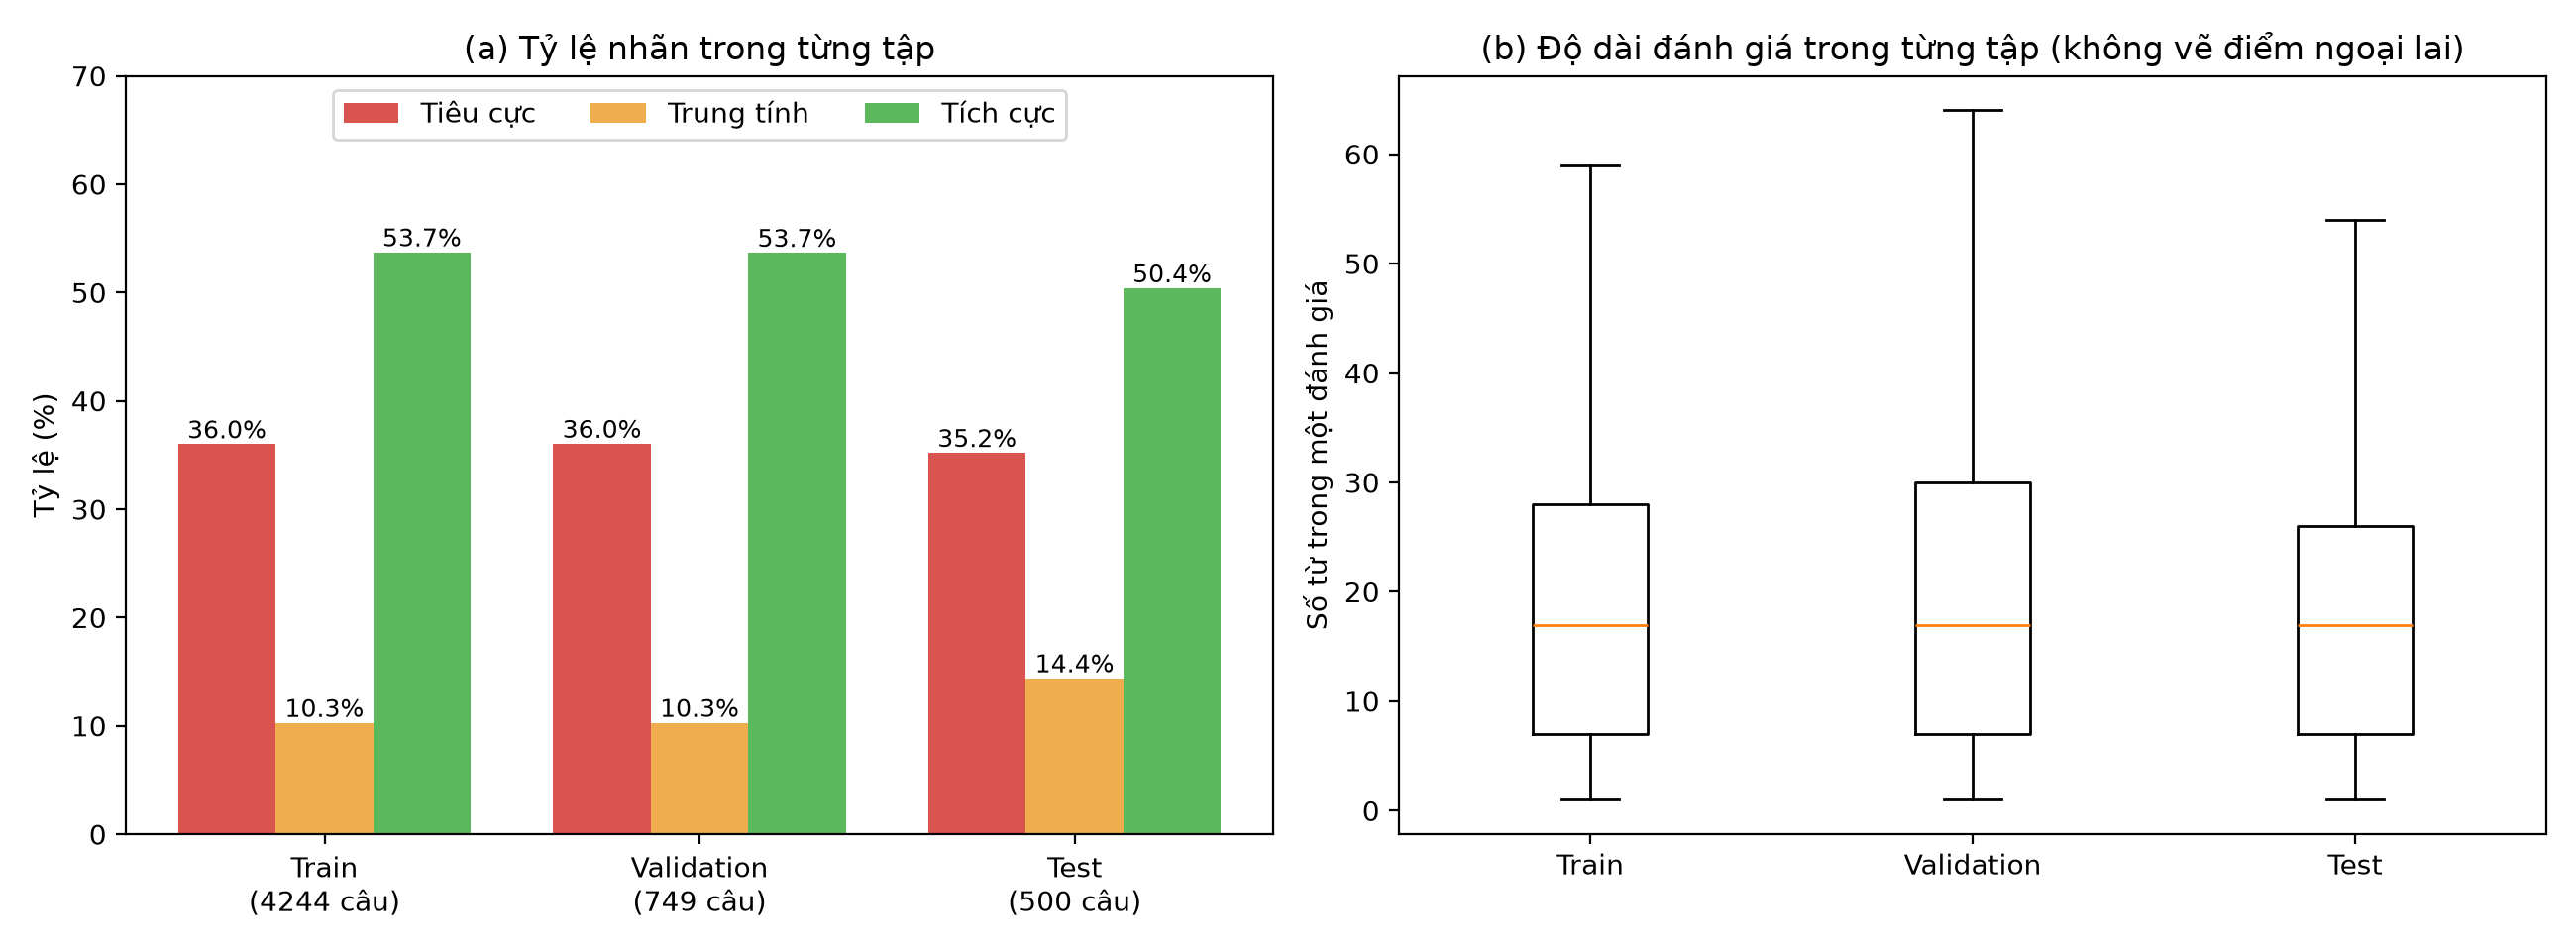 (a) Tỷ lệ nhãn trong từng tập
Tiêu cực Trung tính Tích cực
Tỷ lệ (%)
70
60
50
40
30
20
10
0
36.0% 10.3% 53.7%
36.0% 10.3% 53.7%
35.2% 14.4% 50.4%
Train Validation Test
(4244 câu) (749 câu) (500 câu)
(b) Độ dài đánh giá trong từng tập (không vẽ điểm ngoại lai)
Số từ trong một đánh giá
60
50
40
30
20
10
0
Train Validation Test